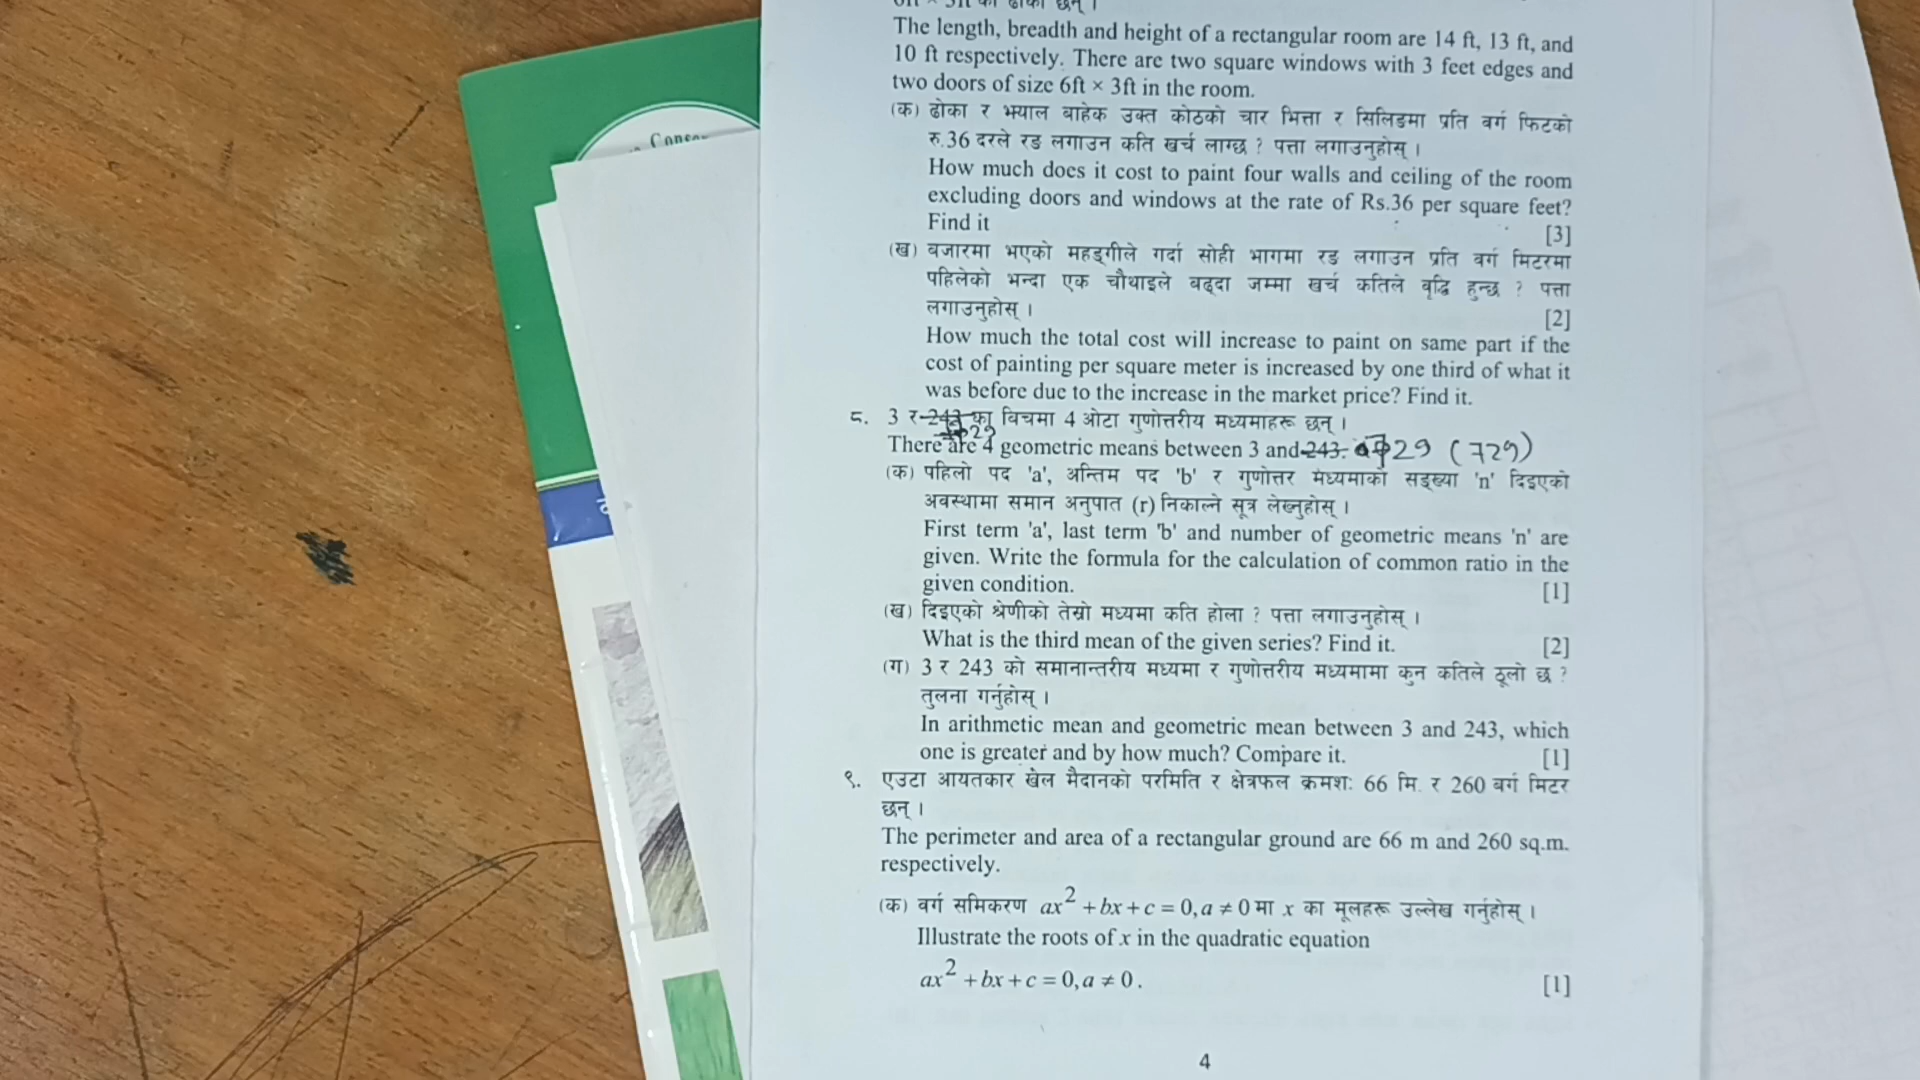 The length, breadth and height of a rectangular room are 14 ft, 13 ft, and
10 ft respectively. There are two square windows with 3 feet edges and
two doors of size 6ft × 3ft in the room.
(क) ढोका र भ्याल बाहेक उक्त कोठको चार भित्ता र सिलिङमा प्रति वर्ग फिटको
रु.36 दरले रङ लगाउन कति खर्च लाग्छ ? पत्ता लगाउनुहोस् ।
How much does it cost to paint four walls and ceiling of the room
excluding doors and windows at the rate of Rs.36 per square feet?
Find it [3]
(ख) बजारमा भएको महङ्गीले गर्दा सोही भागमा रङ लगाउन प्रति वर्ग मिटरमा
पहिलेको भन्दा एक चौथाइले बढ्दा जम्मा खर्च कतिले वृद्धि हुन्छ ? पत्ता
लगाउनुहोस् । [2]
How much the total cost will increase to paint on same part if the
cost of painting per square meter is increased by one third of what it
was before due to the increase in the market price? Find it.
८. 3 र 243 का बिचमा 4 ओटा गुणोत्तरीय मध्यमाहरू छन् ।
There are 4 geometric means between 3 and 243. 729 (729)
(क) पहिलो पद 'a', अन्तिम पद 'b' र गुणोत्तर मध्यमाको सङ्ख्या 'n' दिइएको
अवस्थामा समान अनुपात (r) निकाल्ने सूत्र लेख्नुहोस् ।
First term 'a', last term 'b' and number of geometric means 'n' are
given. Write the formula for the calculation of common ratio in the
given condition. [1]
(ख) दिइएको श्रेणीको तेस्रो मध्यमा कति होला ? पत्ता लगाउनुहोस् ।
What is the third mean of the given series? Find it. [2]
(ग) 3 र 243 को समानान्तरीय मध्यमा र गुणोत्तरीय मध्यमामा कुन कतिले ठूलो छ ?
तुलना गर्नुहोस् ।
In arithmetic mean and geometric mean between 3 and 243, which
one is greater and by how much? Compare it. [1]
९. एउटा आयतकार खेल मैदानको परमिति र क्षेत्रफल क्रमशः 66 मि. र 260 बर्ग मिटर
छन् ।
The perimeter and area of a rectangular ground are 66 m and 260 sq.m.
respectively.
(क) वर्ग समिकरण ax² + bx + c = 0, a ≠ 0 मा x का मूलहरू उल्लेख गर्नुहोस् ।
Illustrate the roots of x in the quadratic equation
ax² + bx + c = 0, a ≠ 0. [1]
4